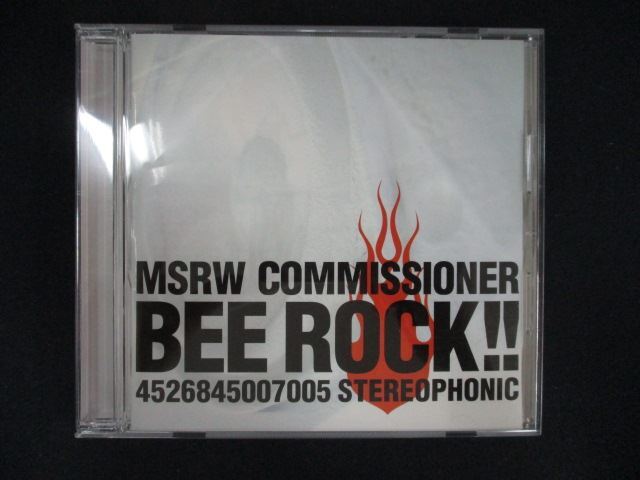 MSRW COMMISSIONER
BEE ROCK!!
4526845007005 STEREOPHONIC